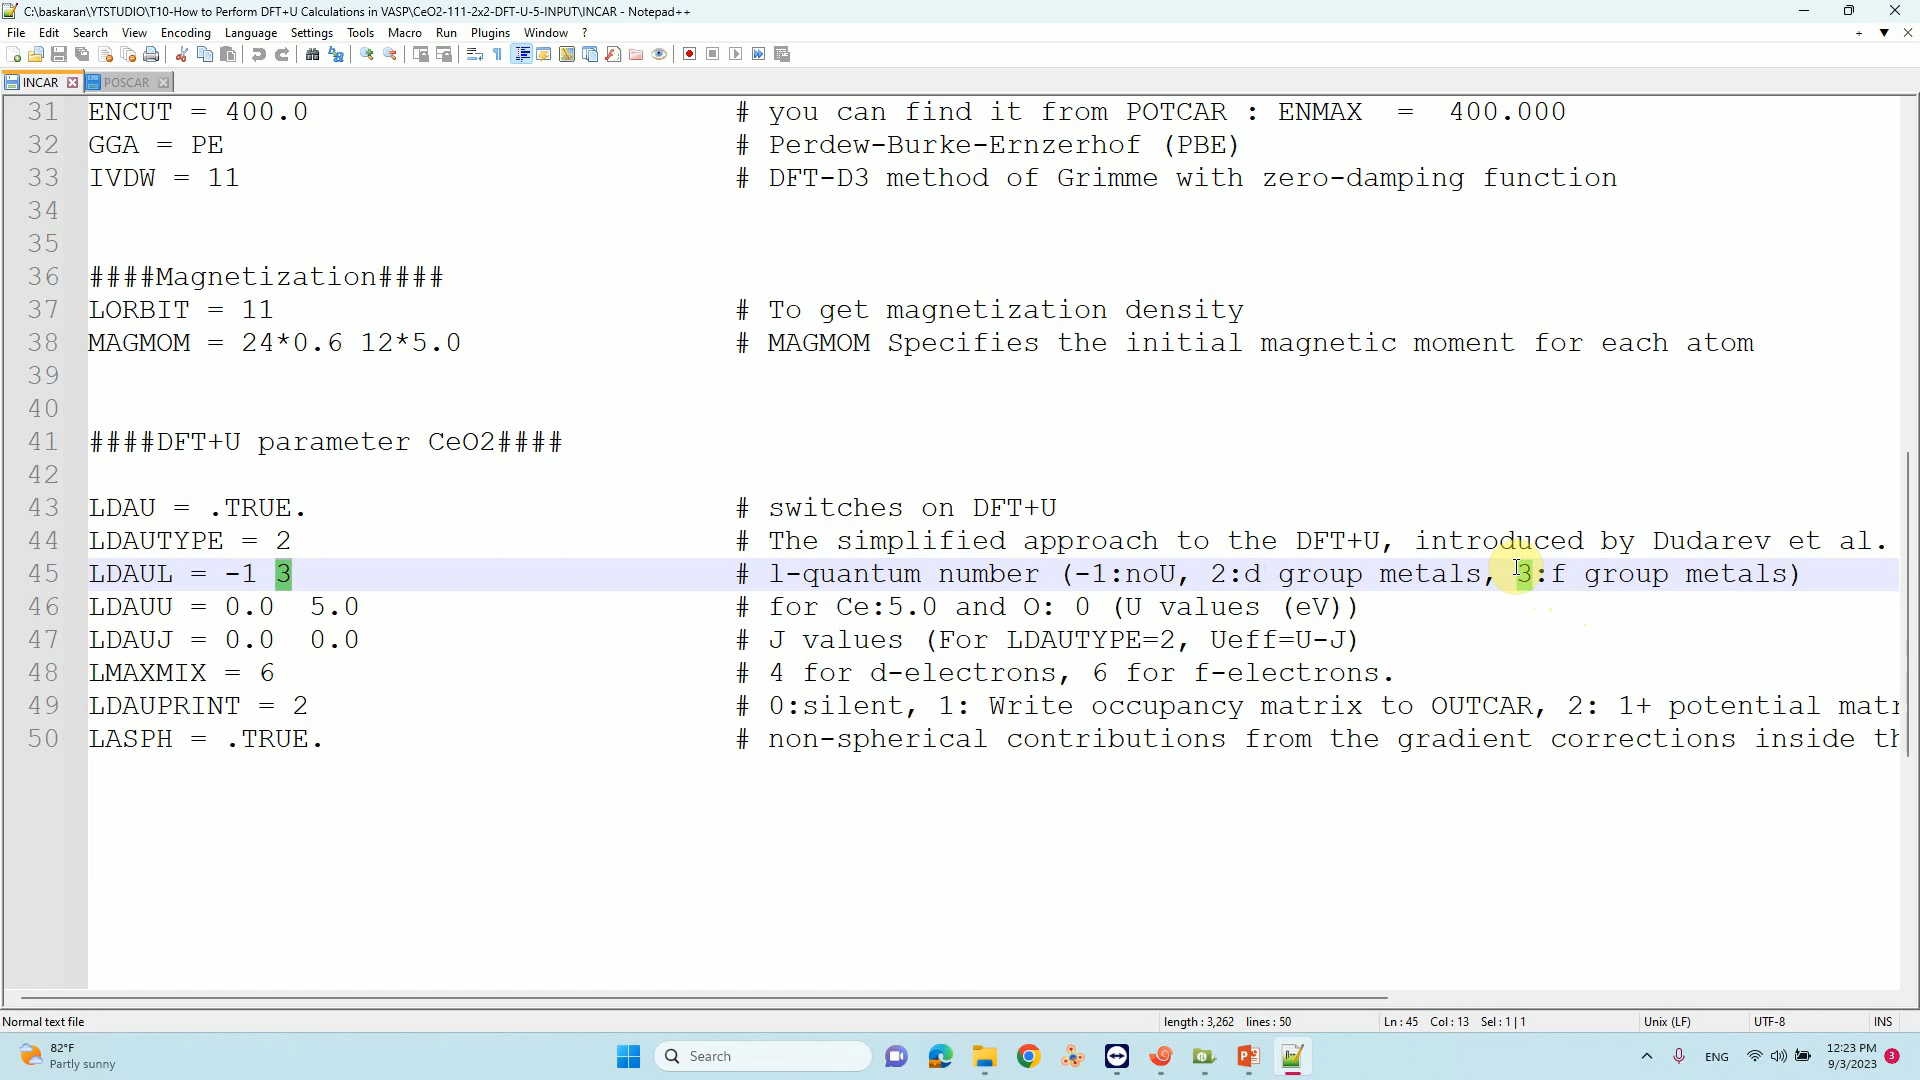 C:\baskaran\YTSTUDIO\T10-How to Perform DFT+U Calculations in VASP\CeO2-111-2x2-DFT-U-5-INPUT\INCAR - Notepad++
File Edit Search View Encoding Language Settings Tools Macro Run Plugins Window ?
INCAR POSCAR
31 ENCUT = 400.0 # you can find it from POTCAR : ENMAX = 400.000
32 GGA = PE # Perdew-Burke-Ernzerhof (PBE)
33 IVDW = 11 # DFT-D3 method of Grimme with zero-damping function
34
35
36 ####Magnetization####
37 LORBIT = 11 # To get magnetization density
38 MAGMOM = 24*0.6 12*5.0 # MAGMOM Specifies the initial magnetic moment for each atom
39
40
41 ####DFT+U parameter CeO2####
42
43 LDAU = .TRUE. # switches on DFT+U
44 LDAUTYPE = 2 # The simplified approach to the DFT+U, introduced by Dudarev et al.
45 LDAUL = -1 3 # l-quantum number (-1:noU, 2:d group metals, 3:f group metals)
46 LDAUU = 0.0 5.0 # for Ce:5.0 and O: 0 (U values (eV))
47 LDAUJ = 0.0 0.0 # J values (For LDAUTYPE=2, Ueff=U-J)
48 LMAXMIX = 6 # 4 for d-electrons, 6 for f-electrons.
49 LDAUPRINT = 2 # 0:silent, 1: Write occupancy matrix to OUTCAR, 2: 1+ potential matr
50 LASPH = .TRUE. # non-spherical contributions from the gradient corrections inside th
Normal text file length : 3,262 lines : 50 Ln : 45 Col : 13 Sel : 1 | 1 Unix (LF) UTF-8 INS
82°F
Partly sunny
Search
ENG
12:23 PM
9/3/2023
3